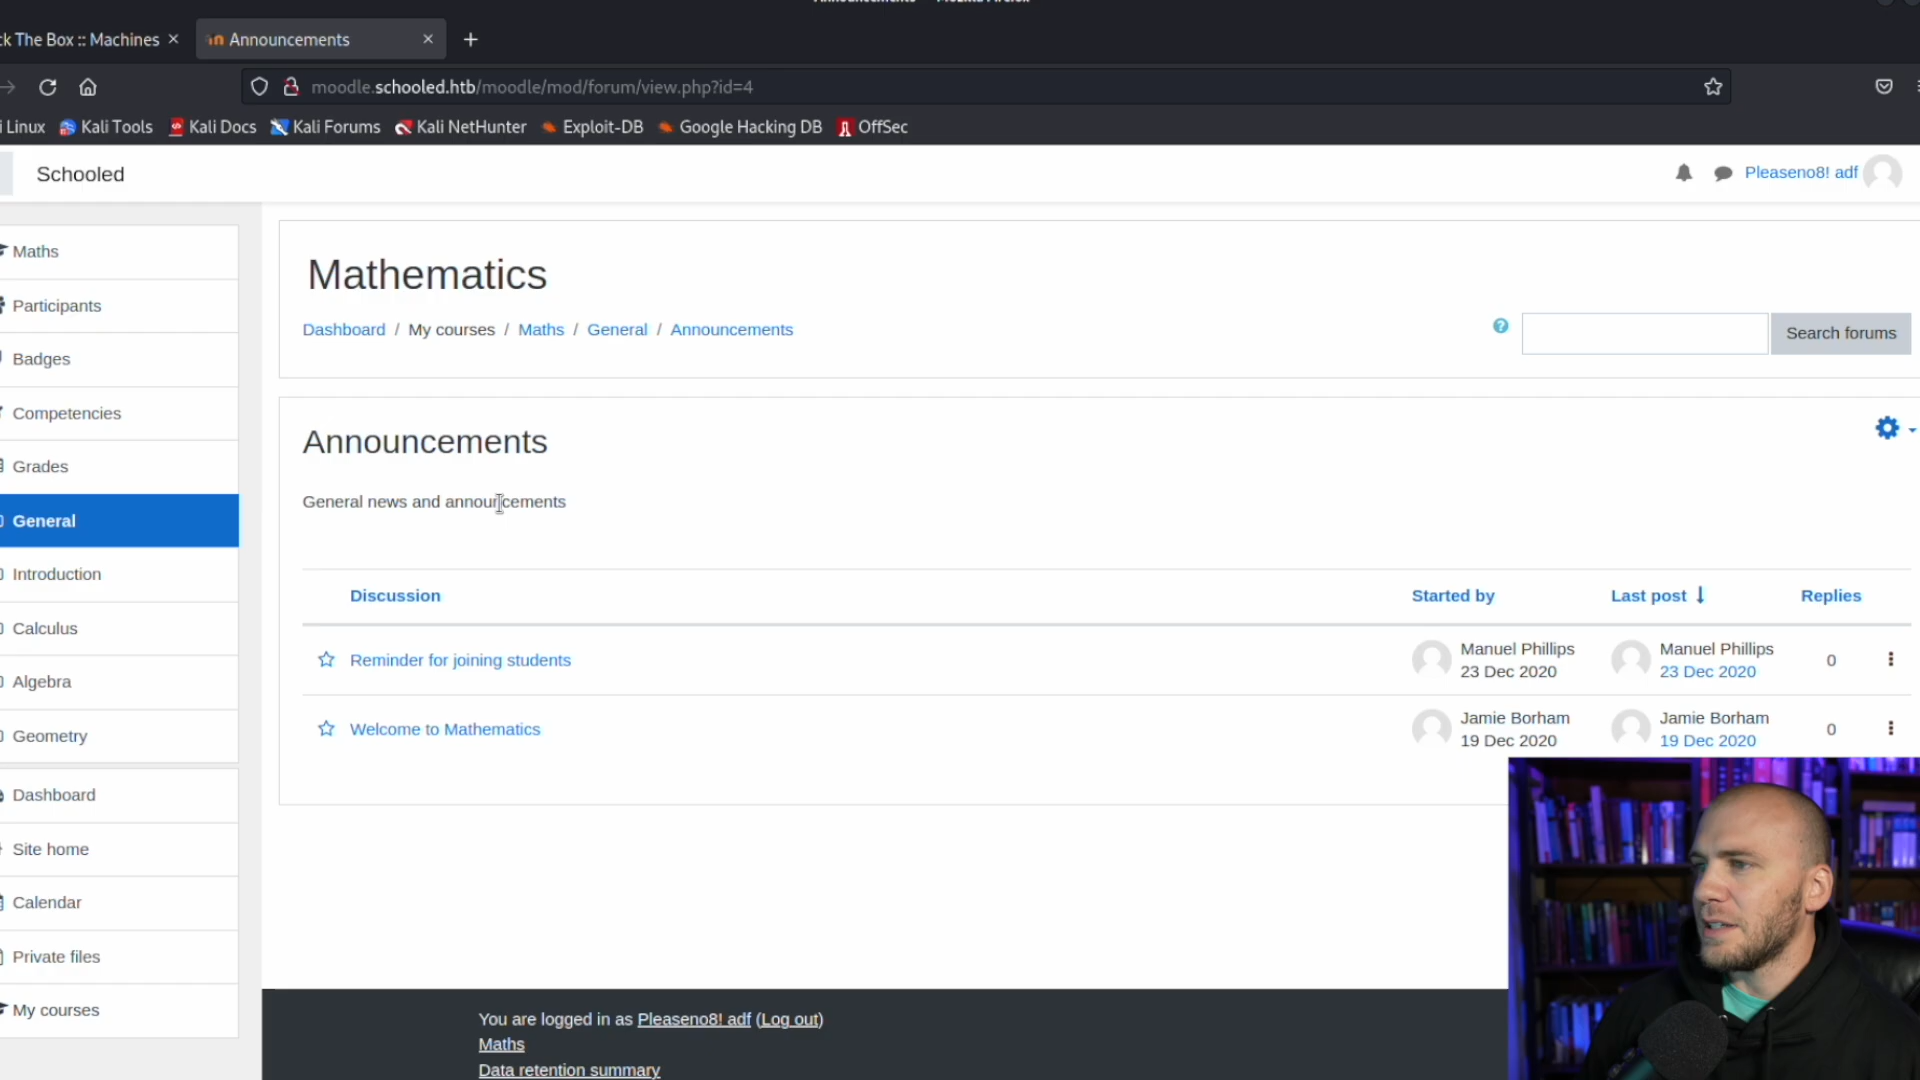 ck The Box :: Machines
Announcements
moodle.schooled.htb/moodle/mod/forum/view.php?id=4
i Linux
Kali Tools
Kali Docs
Kali Forums
Kali NetHunter
Exploit-DB
Google Hacking DB
OffSec
Schooled
Pleaseno8! adf
Maths
Participants
Badges
Competencies
Grades
General
Introduction
Calculus
Algebra
Geometry
Dashboard
Site home
Calendar
Private files
My courses
Mathematics
Dashboard / My courses / Maths / General / Announcements
Search forums
Announcements
General news and announcements
Discussion Started by Last post Replies
Reminder for joining students
Manuel Phillips
23 Dec 2020
Manuel Phillips
23 Dec 2020
0
Welcome to Mathematics
Jamie Borham
19 Dec 2020
Jamie Borham
19 Dec 2020
0
You are logged in as Pleaseno8! adf (Log out)
Maths
Data retention summary